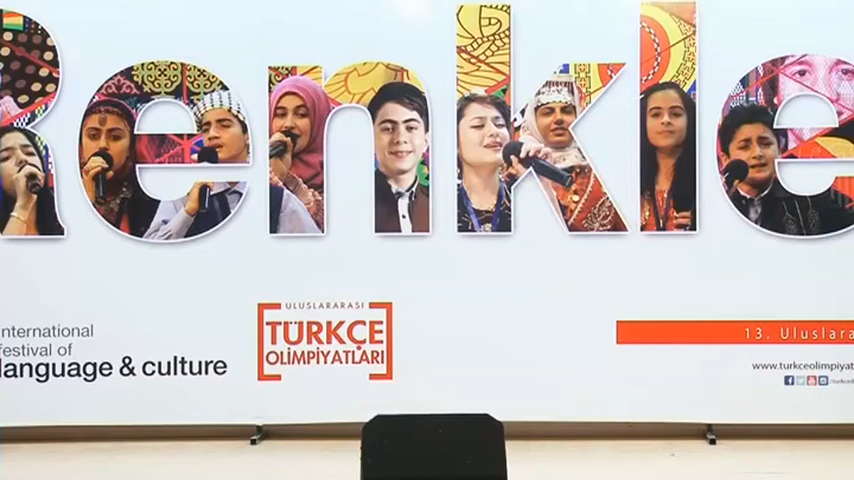 Renkle
international
festival of
language & culture
ULUSLARARASI
TÜRKÇE
OLİMPİYATLARI
13. Uluslara
www.turkceolimpiyat